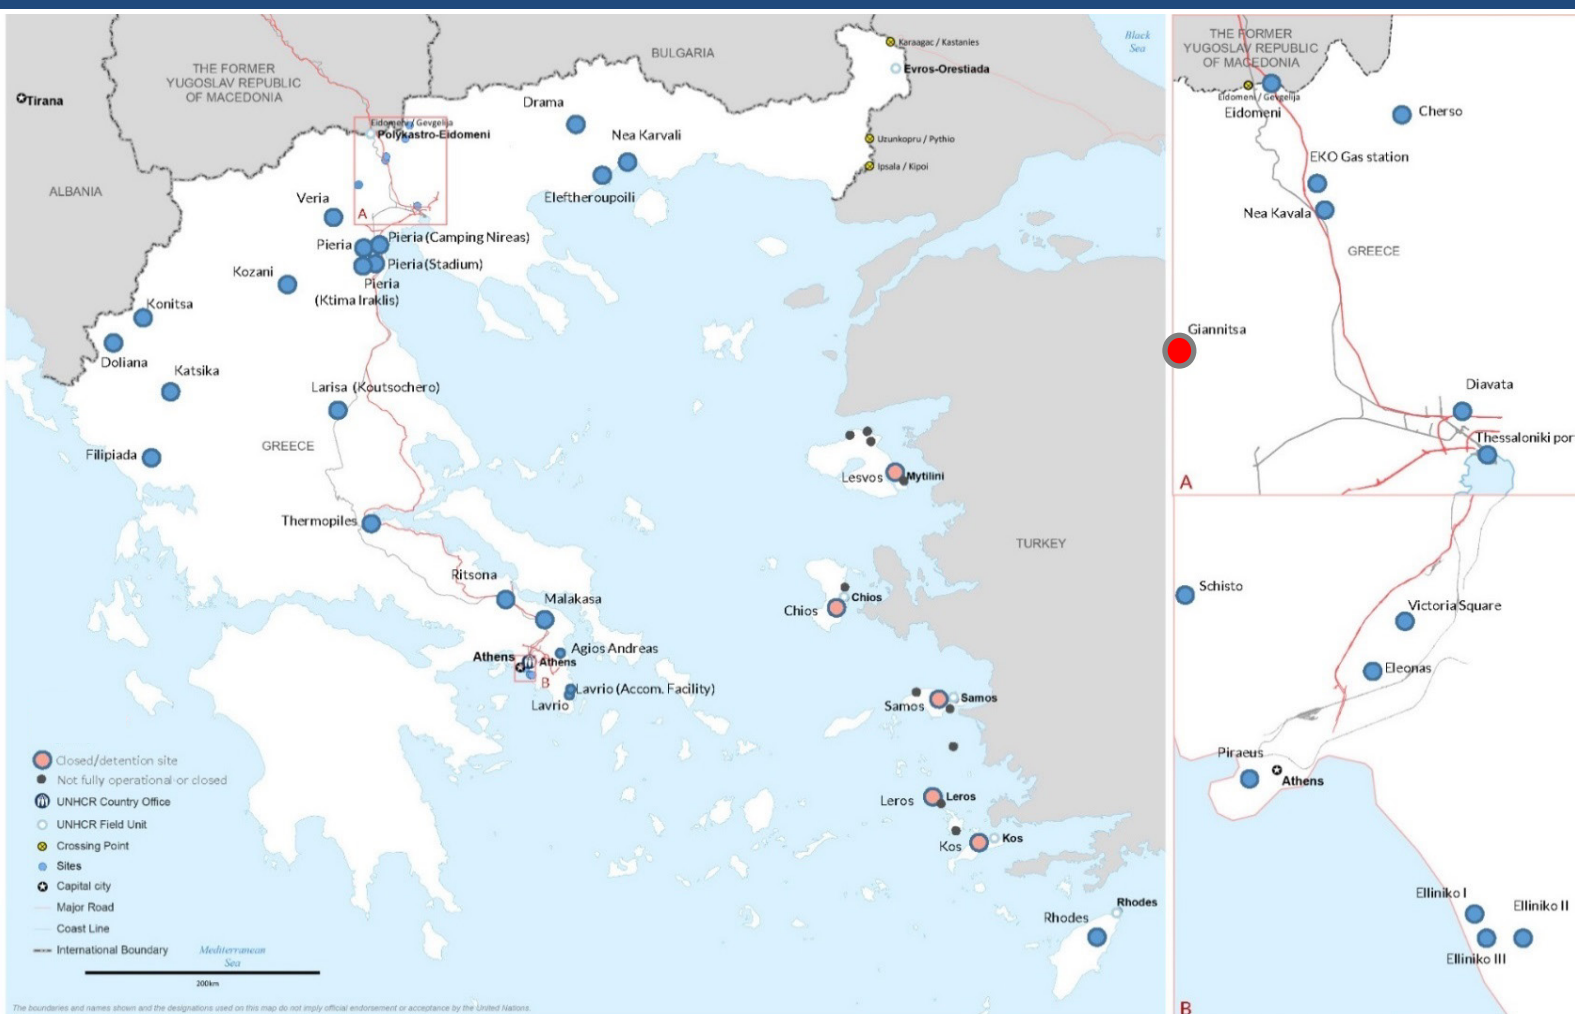 Black
Sea
Karaagac / Kastanies
BULGARIA
Evros-Orestiada
THE FORMER
YUGOSLAV REPUBLIC
OF MACEDONIA
Tirana
Drama
Eidomeni / Gevgelija
Polykastro-Eidomeni
Nea Karvali
Uzunkopru / Pythio
Ipsala / Kipoi
ALBANIA
Veria
Eleftheroupoili
A
Pieria
Pieria (Camping Nireas)
Pieria (Stadium)
Kozani
Pieria
(Ktima Iraklis)
Konitsa
Doliana
Katsika
Larisa (Koutsochero)
GREECE
Filipiada
Lesvos
Mytilini
Thermopiles
TURKEY
Ritsona
Malakasa
Chios
Chios
Agios Andreas
Athens
Athens
B
Lavrio (Accom. Facility)
Lavrio
Samos
Samos
Leros
Leros
Kos
Kos
Rhodes
Rhodes
Closed/detention site
Not fully operational or closed
UNHCR Country Office
UNHCR Field Unit
Crossing Point
Sites
Capital city
Major Road
Coast Line
International Boundary
Mediterranean
Sea
200km
The boundaries and names shown and the designations used on this map do not imply official endorsement or acceptance by the United Nations.
THE FORMER
YUGOSLAV REPUBLIC
OF MACEDONIA
Eidomeni / Gevgelija
Eidomeni
Cherso
EKO Gas station
Nea Kavala
GREECE
Giannitsa
Diavata
Thessaloniki por
A
Schisto
Victoria Square
Eleonas
Piraeus
Athens
Elliniko I
Elliniko II
Elliniko III
B